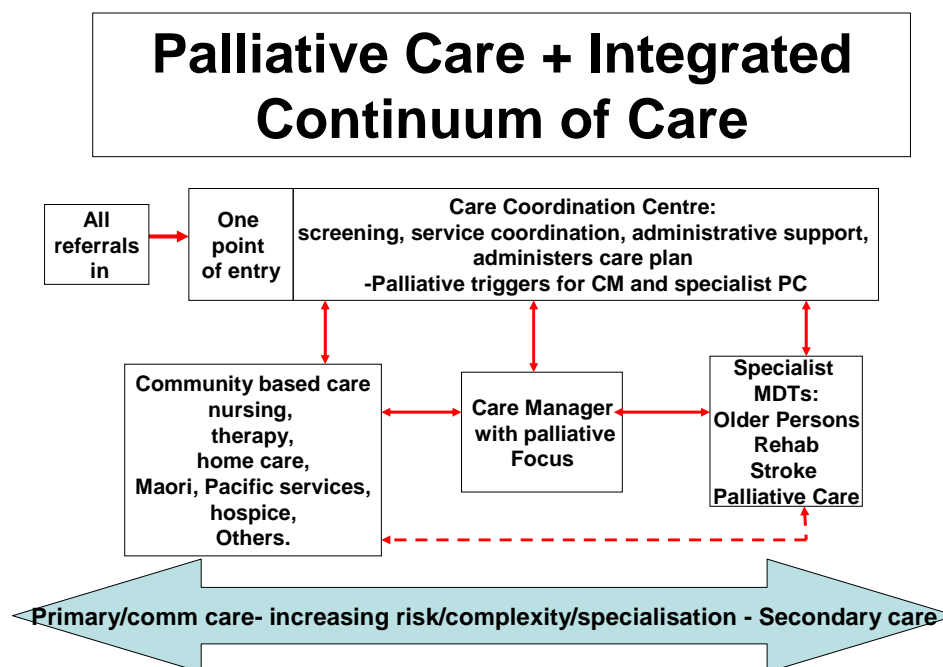 Palliative Care + Integrated
Continuum of Care
All
referrals
in
One
point
of entry
Care Coordination Centre:
screening, service coordination, administrative support,
administers care plan
-Palliative triggers for CM and specialist PC
Community based care
nursing,
therapy,
home care,
Maori, Pacific services,
hospice,
Others.
Care Manager
with palliative
Focus
Specialist
MDTs:
Older Persons
Rehab
Stroke
Palliative Care
Primary/comm care- increasing risk/complexity/specialisation - Secondary care